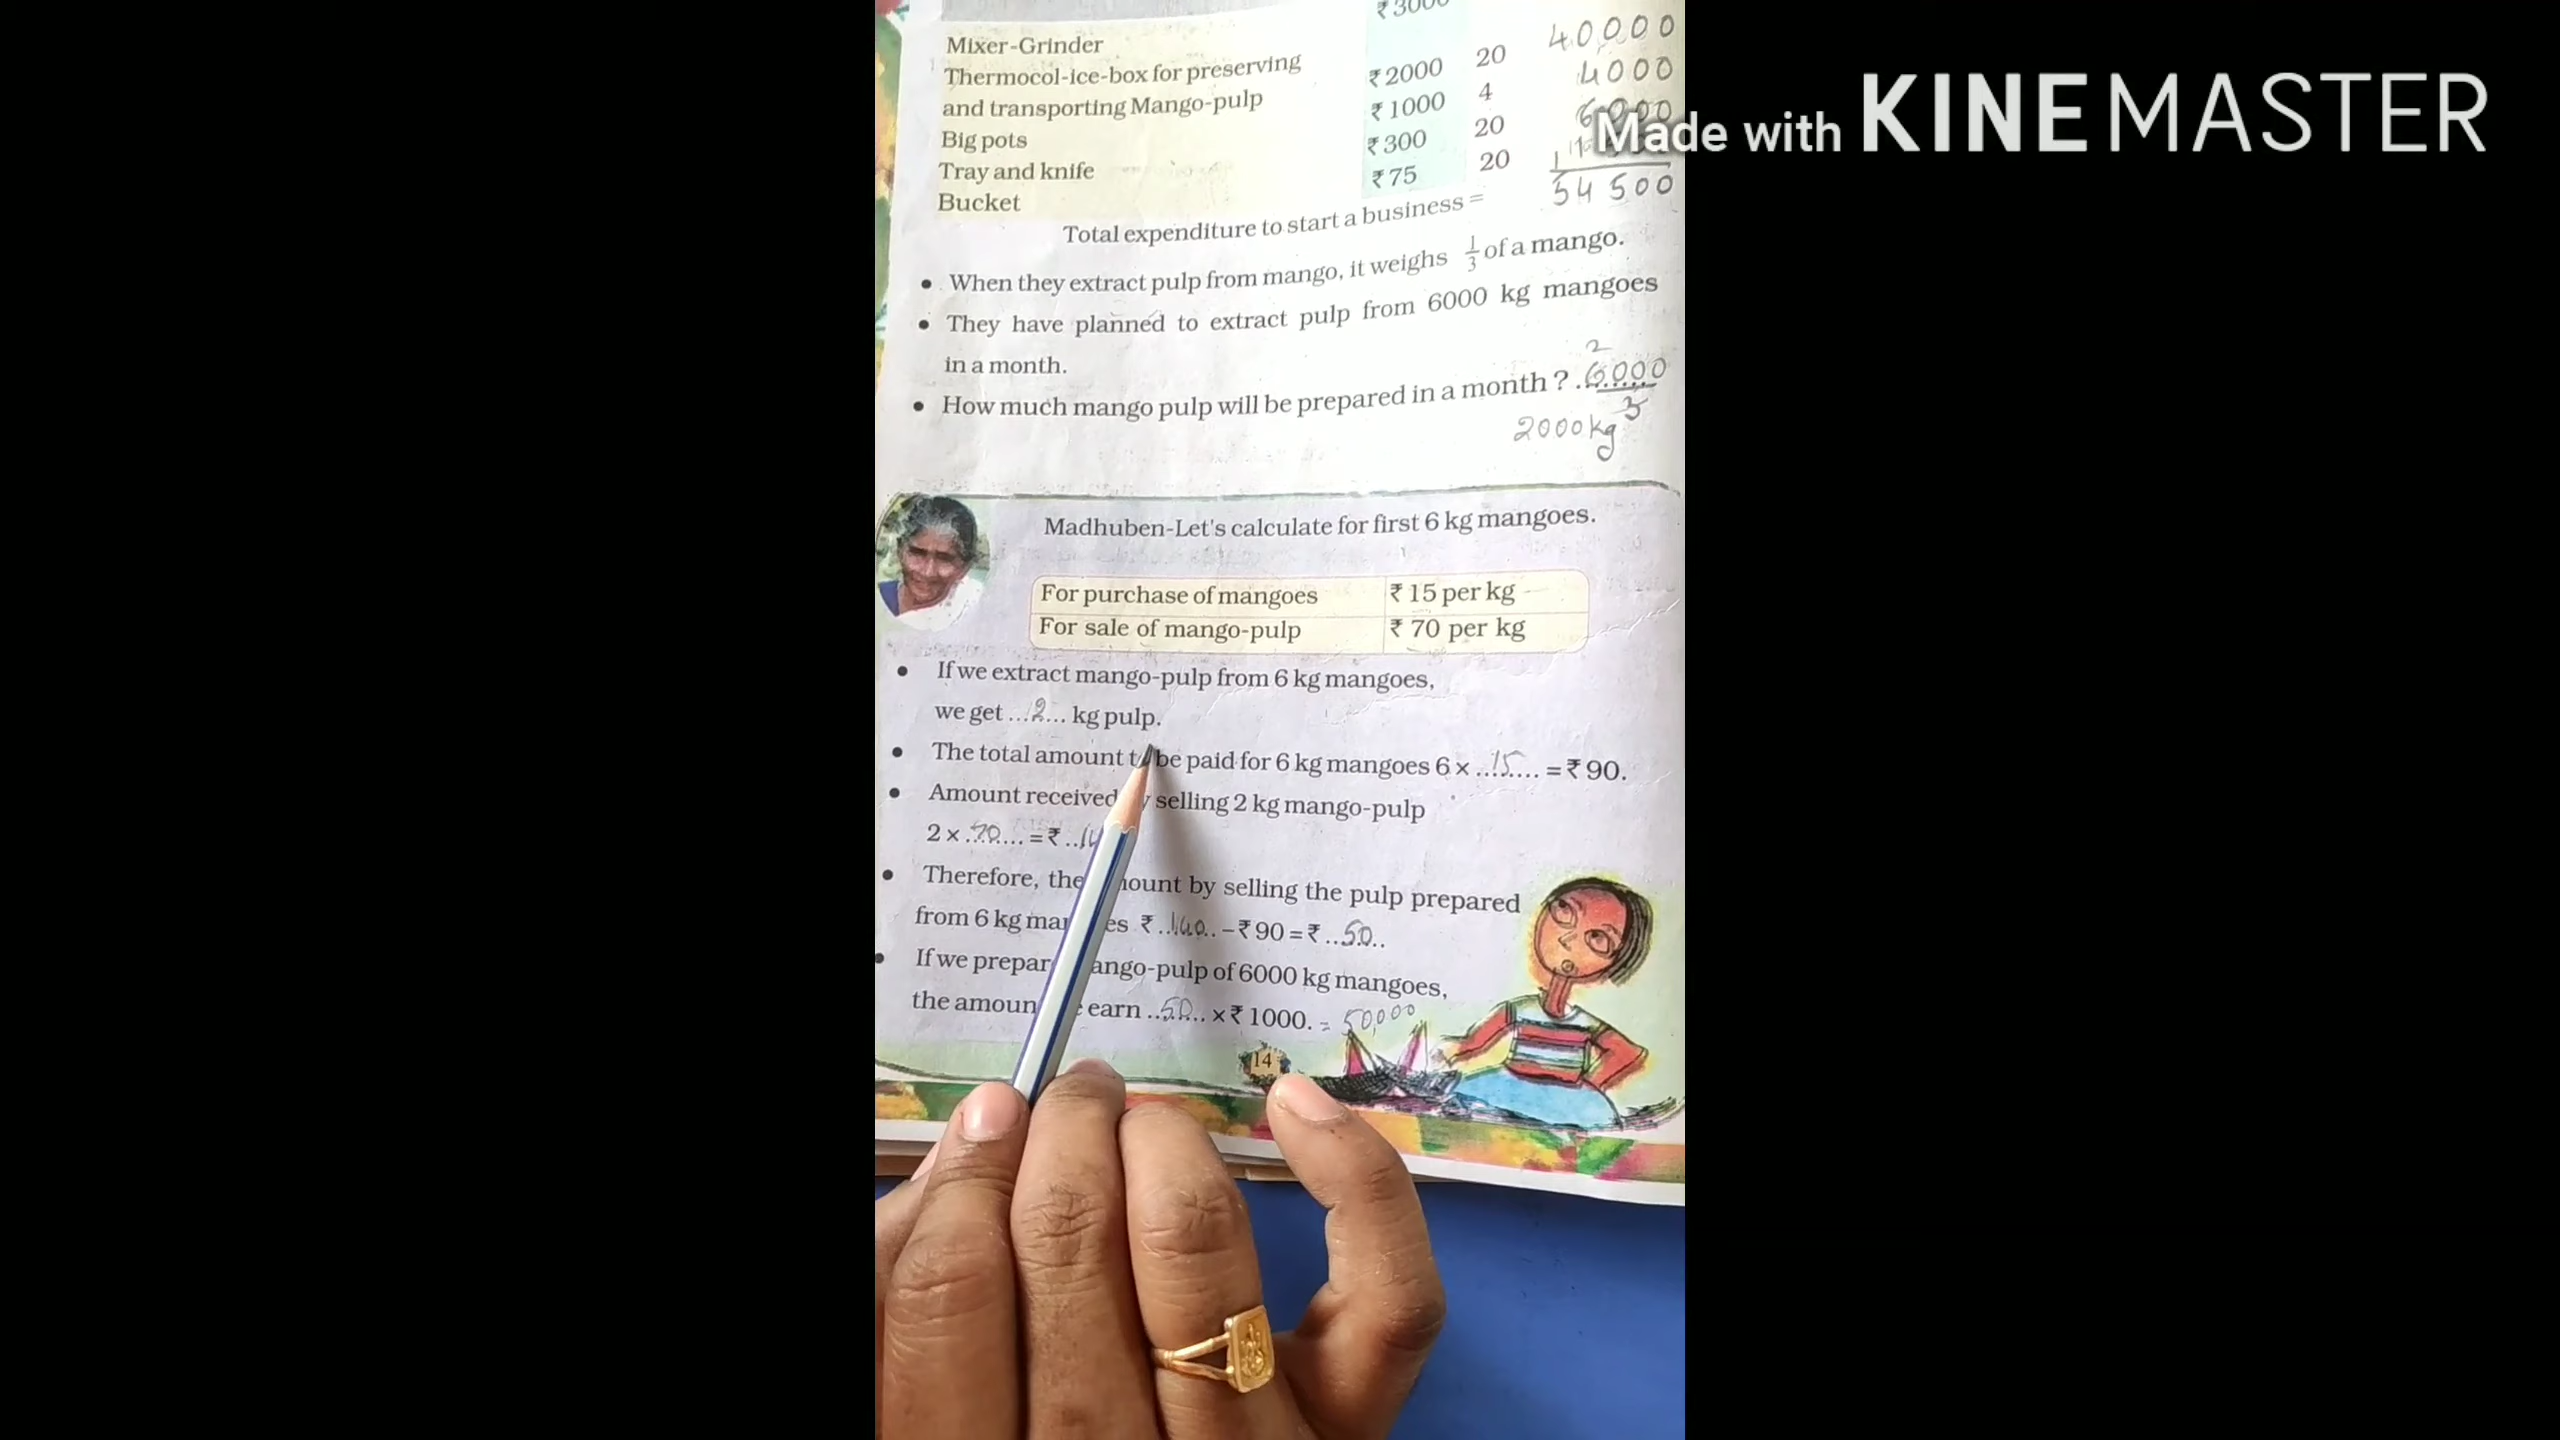 ₹ 3000
Mixer-Grinder
40000
Thermocol-ice-box for preserving ₹ 2000 20 4000
and transporting Mango-pulp ₹ 1000 4
Big pots ₹ 300 20
Made with KINEMASTER
Tray and knife ₹ 75 20
Bucket 54500
Total expenditure to start a business =
• When they extract pulp from mango, it weighs 1/3 of a mango.
• They have planned to extract pulp from 6000 kg mangoes
in a month.
2
• How much mango pulp will be prepared in a month ? 6000
3
2000 kg
Madhuben-Let's calculate for first 6 kg mangoes.
For purchase of mangoes ₹ 15 per kg
For sale of mango-pulp ₹ 70 per kg
• If we extract mango-pulp from 6 kg mangoes,
we get ...2... kg pulp.
• The total amount to be paid for 6 kg mangoes 6 × ...15.... = ₹ 90.
• Amount received selling 2 kg mango-pulp
2 × .70.... = ₹ ..14
• Therefore, the amount by selling the pulp prepared
from 6 kg mangoes ₹ ..140.. – ₹ 90 = ₹ ..50..
• If we prepare mango-pulp of 6000 kg mangoes,
the amount earn ..50... × ₹ 1000. = 50,000
14